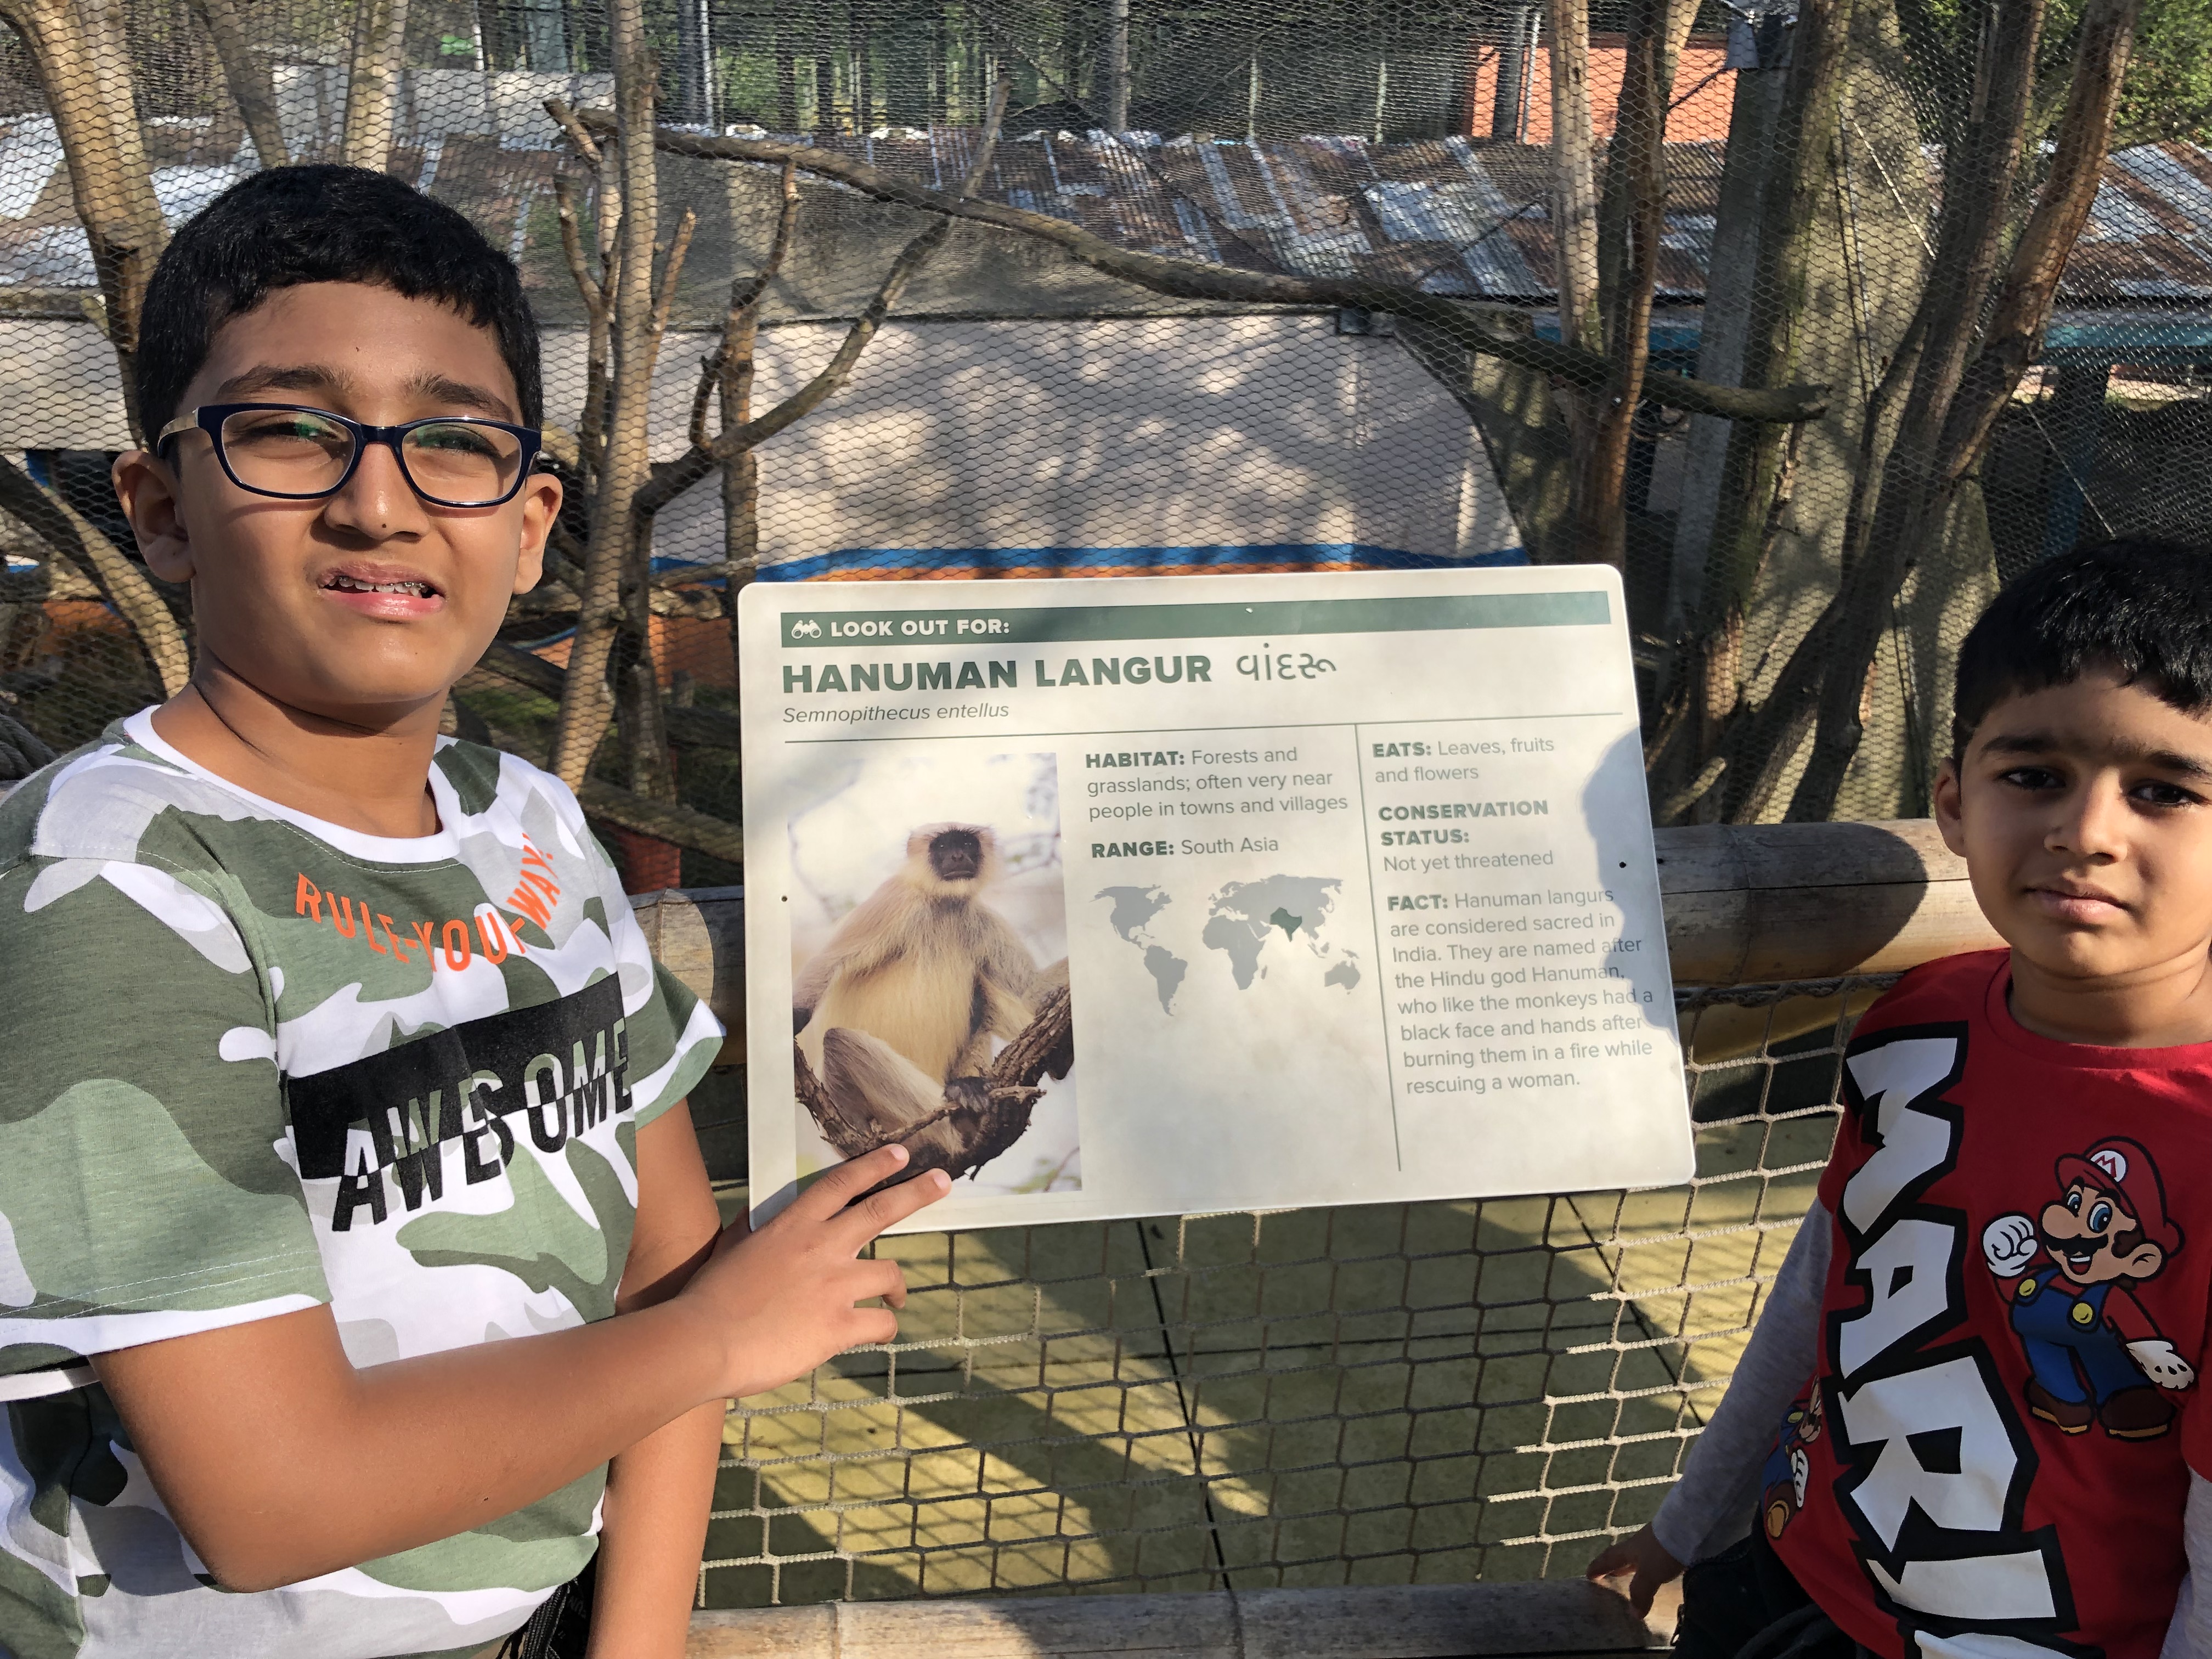 LOOK OUT FOR:
HANUMAN LANGUR વાંદરૂ
Semnopithecus entellus
HABITAT: Forests and
grasslands; often very near
people in towns and villages
RANGE: South Asia
EATS: Leaves, fruits
and flowers
CONSERVATION
STATUS:
Not yet threatened
FACT: Hanuman langurs
are considered sacred in
India. They are named after
the Hindu god Hanuman,
who like the monkeys had a
black face and hands after
burning them in a fire while
rescuing a woman.
RULE-YOU-WAY!
AWESOME
MARI
M